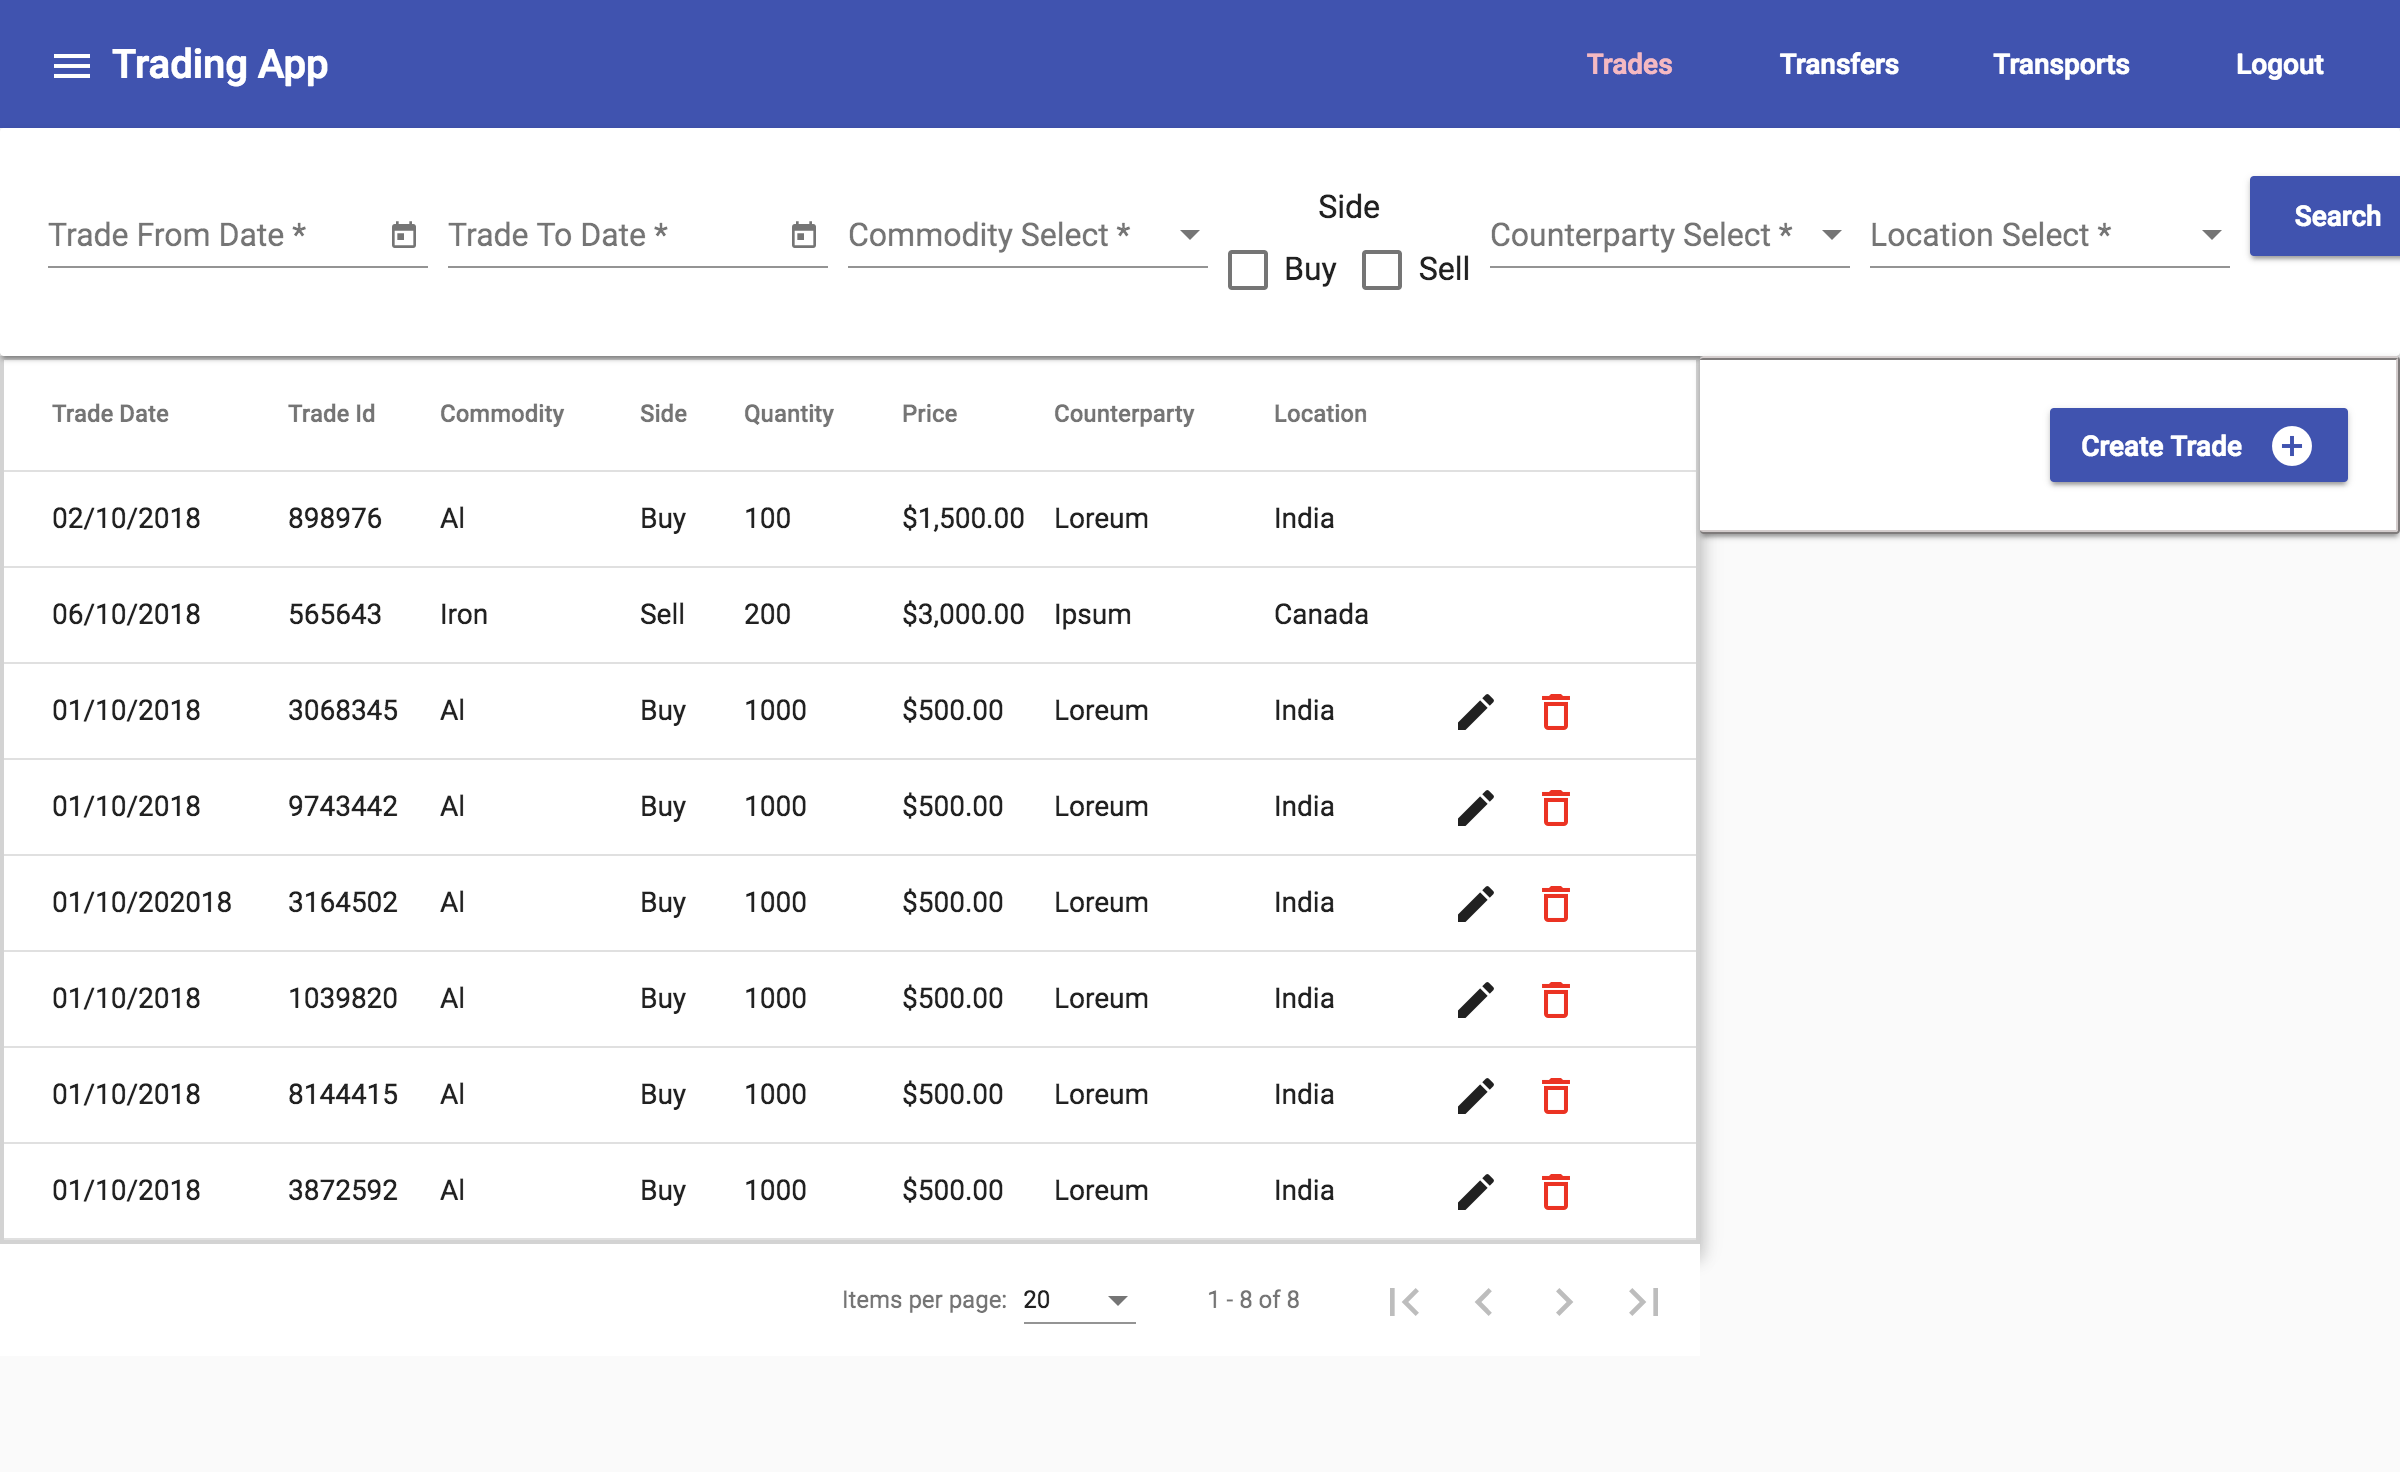 Trading App Trades Transfers Transports Logout
Trade From Date * Trade To Date * Commodity Select * Side Counterparty Select * Location Select * Search
Buy Sell
Trade Date Trade Id Commodity Side Quantity Price Counterparty Location
Create Trade
02/10/2018 898976 Al Buy 100 $1,500.00 Loreum India
06/10/2018 565643 Iron Sell 200 $3,000.00 Ipsum Canada
01/10/2018 3068345 Al Buy 1000 $500.00 Loreum India
01/10/2018 9743442 Al Buy 1000 $500.00 Loreum India
01/10/202018 3164502 Al Buy 1000 $500.00 Loreum India
01/10/2018 1039820 Al Buy 1000 $500.00 Loreum India
01/10/2018 8144415 Al Buy 1000 $500.00 Loreum India
01/10/2018 3872592 Al Buy 1000 $500.00 Loreum India
Items per page: 20 1 - 8 of 8